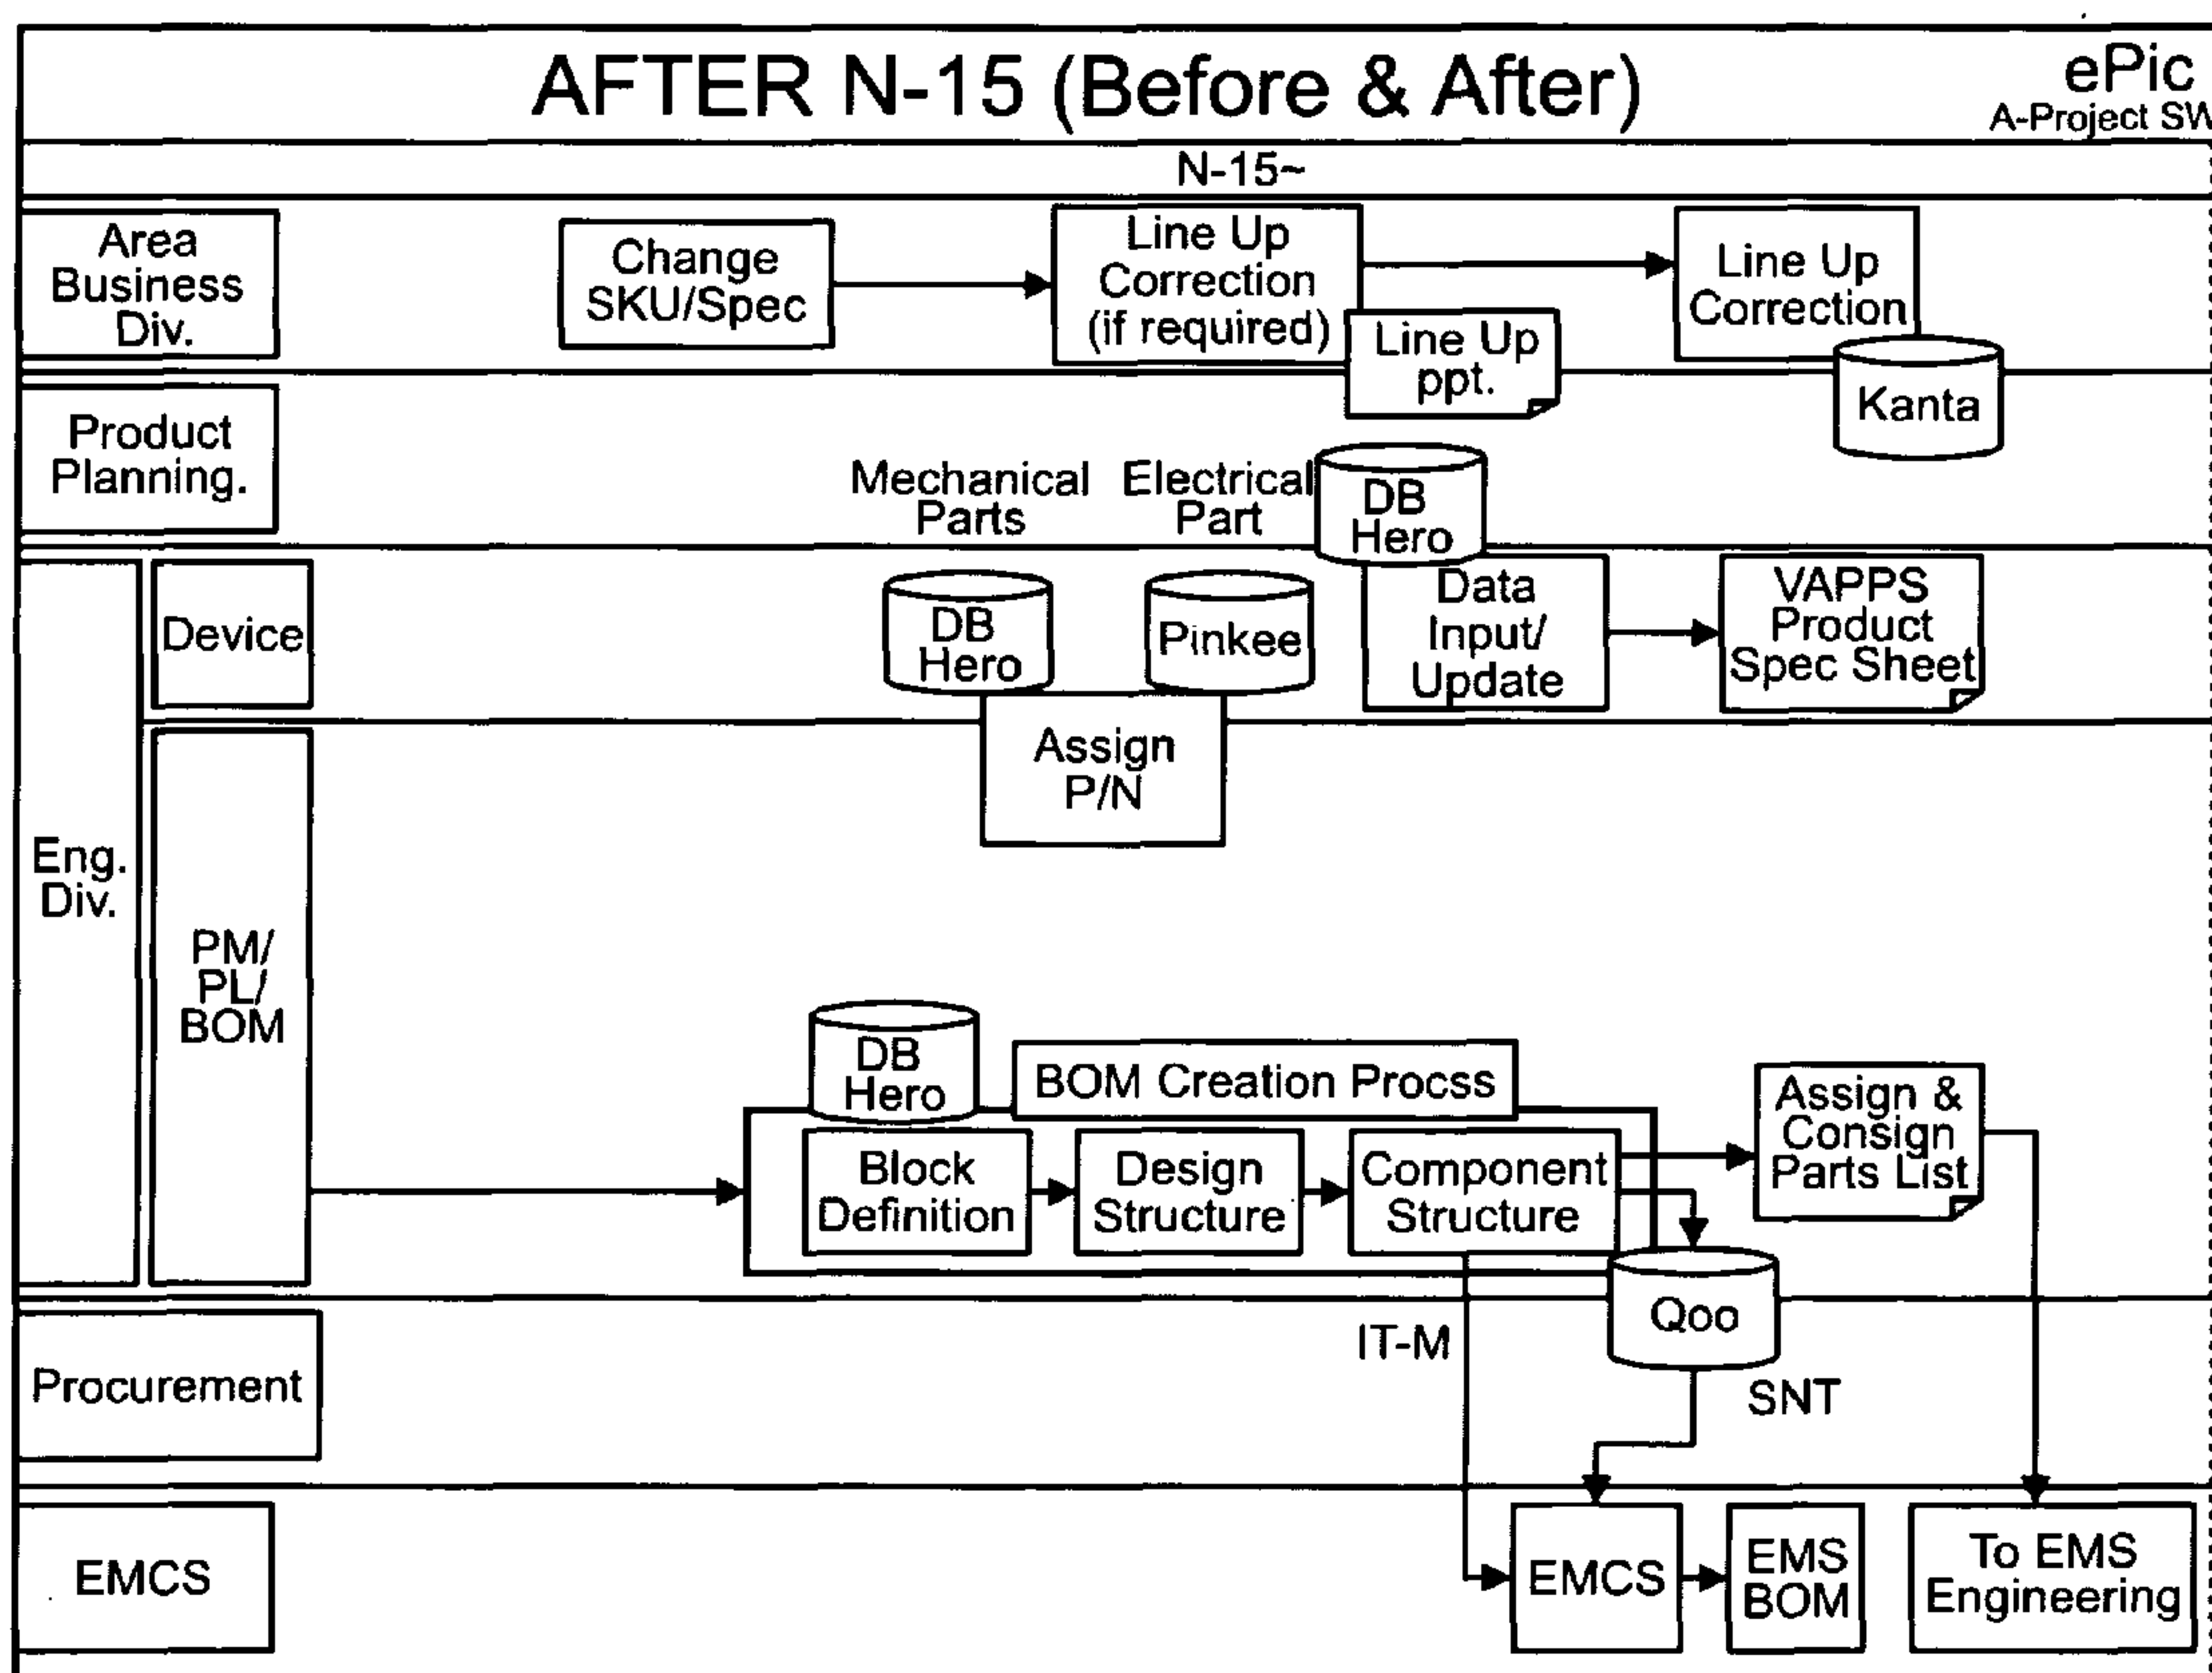 AFTER N-15 (Before & After)
ePic
A-Project SW
N-15~
Area
Business
Div.
Change
SKU/Spec
Line Up
Correction
(if required)
Line Up
ppt.
Line Up
Correction
Kanta
Product
Planning.
Mechanical
Parts
Electrical
Part
DB
Hero
Eng.
Div.
Device
DB
Hero
Pinkee
Data
Input/
Update
VAPPS
Product
Spec Sheet
Assign
P/N
PM/
PL/
BOM
DB
Hero
BOM Creation Procss
Block
Definition
Design
Structure
Component
Structure
Assign &
Consign
Parts List
Qoo
IT-M
SNT
Procurement
EMCS
EMCS
EMS
BOM
To EMS
Engineering